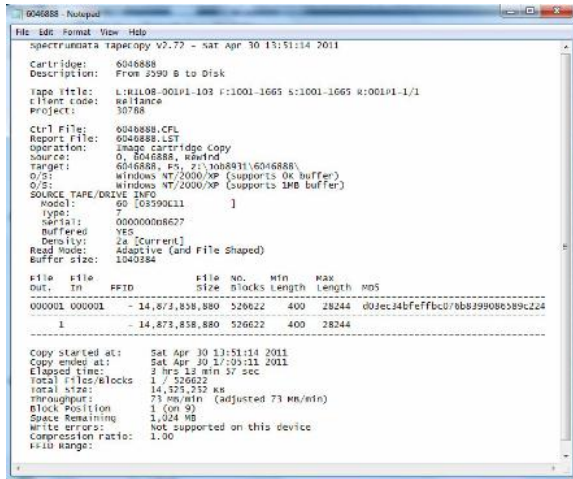 6046888 - Notepad
File Edit Format View Help
SpectrumData TapeCopy V2.72 - Sat Apr 30 13:51:14 2011
Cartridge: 6046888
Description: From 3590 B to Disk
Tape Title: L:RIL08-001P1-103 F:1001-1665 S:1001-1665 R:001P1-1/1
Client Code: Reliance
Project: 30788
Ctrl File: 6046888.CFL
Report File: 6046888.LST
Operation: Image cartridge Copy
Source: 0, 6046888, Rewind
Target: 6046888, FS, Z:\Job8931\6046888\
O/S: Windows NT/2000/XP (supports 0K buffer)
O/S: Windows NT/2000/XP (supports 1MB buffer)
SOURCE TAPE/DRIVE INFO
Model: 60 [03590E11 ]
Type: 7
Serial: 0000000D8627
Buffered YES
Density: 2a [Current]
Read Mode: Adaptive (and File Shaped)
Buffer size: 1040384
File File File No. Min Max
Out. In FFID Size Blocks Length Length MD5
000001 000001 - 14,873,858,880 526622 400 28244
1 - 14,873,858,880 526622 400 28244
Copy started at: Sat Apr 30 13:51:14 2011
Copy ended at: Sat Apr 30 17:05:11 2011
Elapsed time: 3 hrs 13 min 57 sec
Total Files/Blocks 1 / 526622
Total Size: 14,525,252 KB
Throughput: 73 MB/min (adjusted 73 MB/min)
Block Position 1 (on 9)
Space Remaining 1,024 MB
Write errors: Not supported on this device
Compression ratio: 1.00
FFID Range: